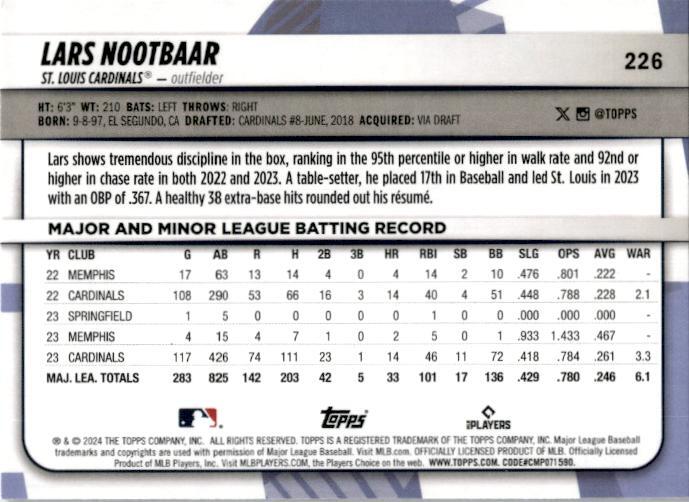 LARS NOOTBAAR
226
ST. LOUIS CARDINALS® — outfielder
HT: 6'3" WT: 210 BATS: LEFT THROWS: RIGHT
BORN: 9-8-97, EL SEGUNDO, CA DRAFTED: CARDINALS #8-JUNE, 2018 ACQUIRED: VIA DRAFT
@TOPPS
Lars shows tremendous discipline in the box, ranking in the 95th percentile or higher in walk rate and 92nd or
higher in chase rate in both 2022 and 2023. A table-setter, he placed 17th in Baseball and led St. Louis in 2023
with an OBP of .367. A healthy 38 extra-base hits rounded out his résumé.
MAJOR AND MINOR LEAGUE BATTING RECORD
YR CLUB G AB R H 2B 3B HR RBI SB BB SLG OPS AVG WAR
22 MEMPHIS 17 63 13 14 4 0 4 14 2 10 .476 .801 .222 -
22 CARDINALS 108 290 53 66 16 3 14 40 4 51 .448 .788 .228 2.1
23 SPRINGFIELD 1 5 0 0 0 0 0 1 0 0 .000 .000 .000 -
23 MEMPHIS 4 15 4 7 1 0 2 5 0 1 .933 1.433 .467 -
23 CARDINALS 117 426 74 111 23 1 14 46 11 72 .418 .784 .261 3.3
MAJ. LEA. TOTALS 283 825 142 203 42 5 33 101 17 136 .429 .780 .246 6.1
TOPPS
PLAYERS
® & © 2024 THE TOPPS COMPANY, INC. ALL RIGHTS RESERVED. TOPPS IS A REGISTERED TRADEMARK OF THE TOPPS COMPANY, INC. Major League Baseball
trademarks and copyrights are used with permission of Major League Baseball. Visit MLB.com. OFFICIALLY LICENSED PRODUCT OF MLB. Officially Licensed
Product of MLB Players, Inc. Visit MLBPLAYERS.COM, the Players Choice on the web. WWW.TOPPS.COM. CODE#CMP071590.